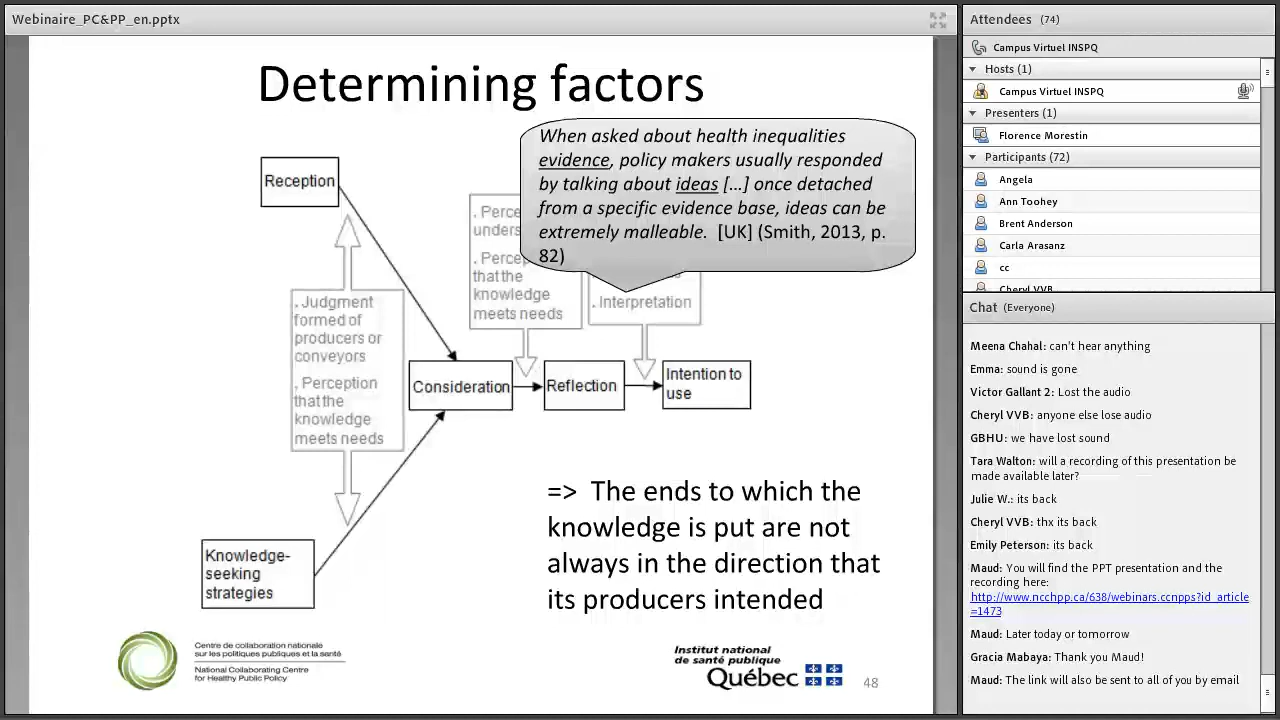 Webinaire_PC&PP_en.pptx
Determining factors
When asked about health inequalities
evidence, policy makers usually responded
by talking about ideas [...] once detached
from a specific evidence base, ideas can be
extremely malleable. [UK] (Smith, 2013, p.
82)
Reception
. Judgment
formed of
producers or
conveyors
. Perception
that the
knowledge
meets needs
that the
knowledge
meets needs
. Interpretation
Consideration
Reflection
Intention to
use
Knowledge-
seeking
strategies
=> The ends to which the
knowledge is put are not
always in the direction that
its producers intended
Centre de collaboration nationale
sur les politiques publiques et la santé
National Collaborating Centre
for Healthy Public Policy
Institut national
de santé publique
Québec
48
Attendees (74)
Campus Virtuel INSPQ
Hosts (1)
Campus Virtuel INSPQ
Presenters (1)
Florence Morestin
Participants (72)
Angela
Ann Toohey
Brent Anderson
Carla Arasanz
cc
Cheryl VVB
Chat (Everyone)
Meena Chahal: can't hear anything
Emma: sound is gone
Victor Gallant 2: Lost the audio
Cheryl VVB: anyone else lose audio
GBHU: we have lost sound
Tara Walton: will a recording of this presentation be
made available later?
Julie W.: its back
Cheryl VVB: thx its back
Emily Peterson: its back
Maud: You will find the PPT presentation and the
recording here:
http://www.ncchpp.ca/638/webinars.ccnpps?id_article
=1473
Maud: Later today or tomorrow
Gracia Mabaya: Thank you Maud!
Maud: The link will also be sent to all of you by email